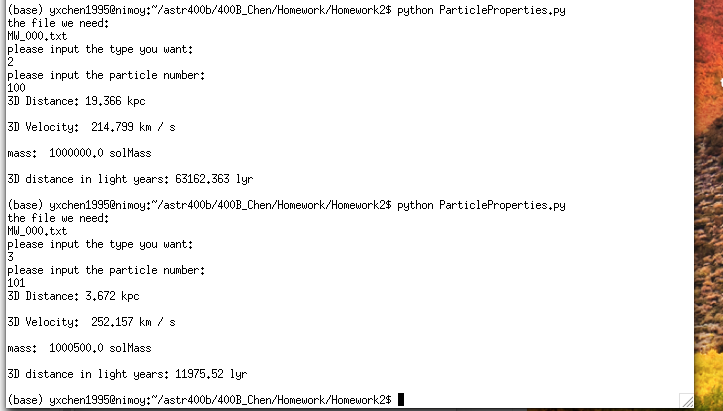 (base) yxchen1995@nimoy:~/astr400b/400B_Chen/Homework/Homework2$ python ParticleProperties.py
the file we need:
MW_000.txt
please input the type you want:
2
please input the particle number:
100
3D Distance: 19.366 kpc
3D Velocity:  214.799 km / s
mass:  1000000.0 solMass
3D distance in light years: 63162.363 lyr
(base) yxchen1995@nimoy:~/astr400b/400B_Chen/Homework/Homework2$ python ParticleProperties.py
the file we need:
MW_000.txt
please input the type you want:
3
please input the particle number:
101
3D Distance: 3.672 kpc
3D Velocity:  252.157 km / s
mass:  1000500.0 solMass
3D distance in light years: 11975.52 lyr
(base) yxchen1995@nimoy:~/astr400b/400B_Chen/Homework/Homework2$